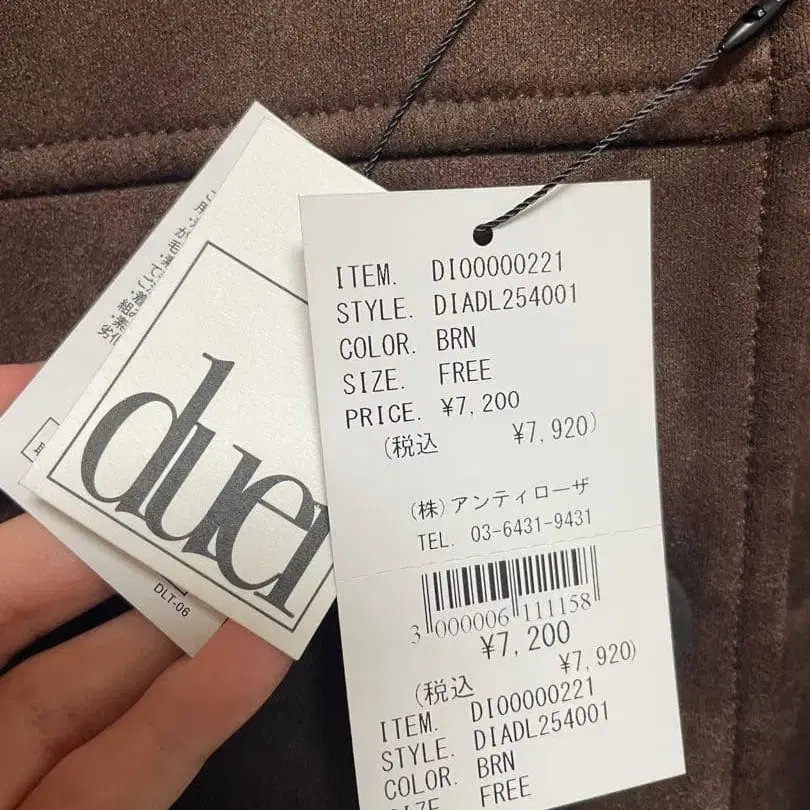 ITEM. DI00000221
STYLE. DIADL254001
COLOR. BRN
SIZE. FREE
PRICE. ¥7,200
(税込 ¥7,920)
(株)アンティローザ
TEL. 03-6431-9431
3 000006 111158
¥7,200
(税込 ¥7,920)
ITEM. DI00000221
STYLE. DIADL254001
COLOR. BRN
SIZE. FREE
duei
DLT-06